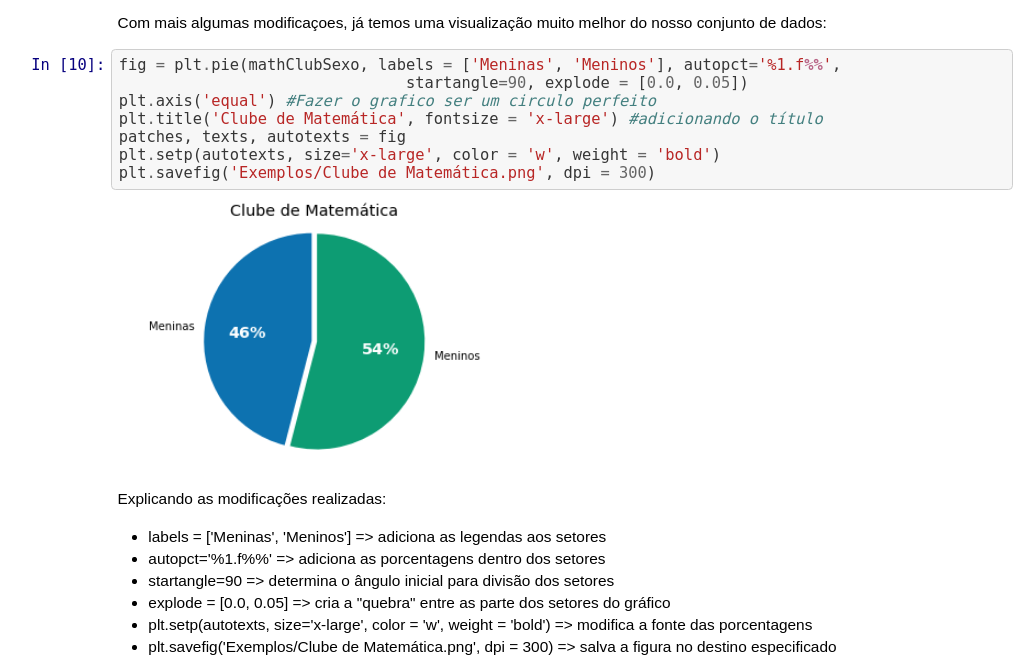 Com mais algumas modificaçoes, já temos uma visualização muito melhor do nosso conjunto de dados:
In [10]: fig = plt.pie(mathClubSexo, labels = ['Meninas', 'Meninos'], autopct='%1.f%%',
startangle=90, explode = [0.0, 0.05])
plt.axis('equal') #Fazer o grafico ser um circulo perfeito
plt.title('Clube de Matemática', fontsize = 'x-large') #adicionando o título
patches, texts, autotexts = fig
plt.setp(autotexts, size='x-large', color = 'w', weight = 'bold')
plt.savefig('Exemplos/Clube de Matemática.png', dpi = 300)
Clube de Matemática
Meninas
46%
54%
Meninos
Explicando as modificações realizadas:
• labels = ['Meninas', 'Meninos'] => adiciona as legendas aos setores
• autopct='%1.f%%' => adiciona as porcentagens dentro dos setores
• startangle=90 => determina o ângulo inicial para divisão dos setores
• explode = [0.0, 0.05] => cria a "quebra" entre as parte dos setores do gráfico
• plt.setp(autotexts, size='x-large', color = 'w', weight = 'bold') => modifica a fonte das porcentagens
• plt.savefig('Exemplos/Clube de Matemática.png', dpi = 300) => salva a figura no destino especificado